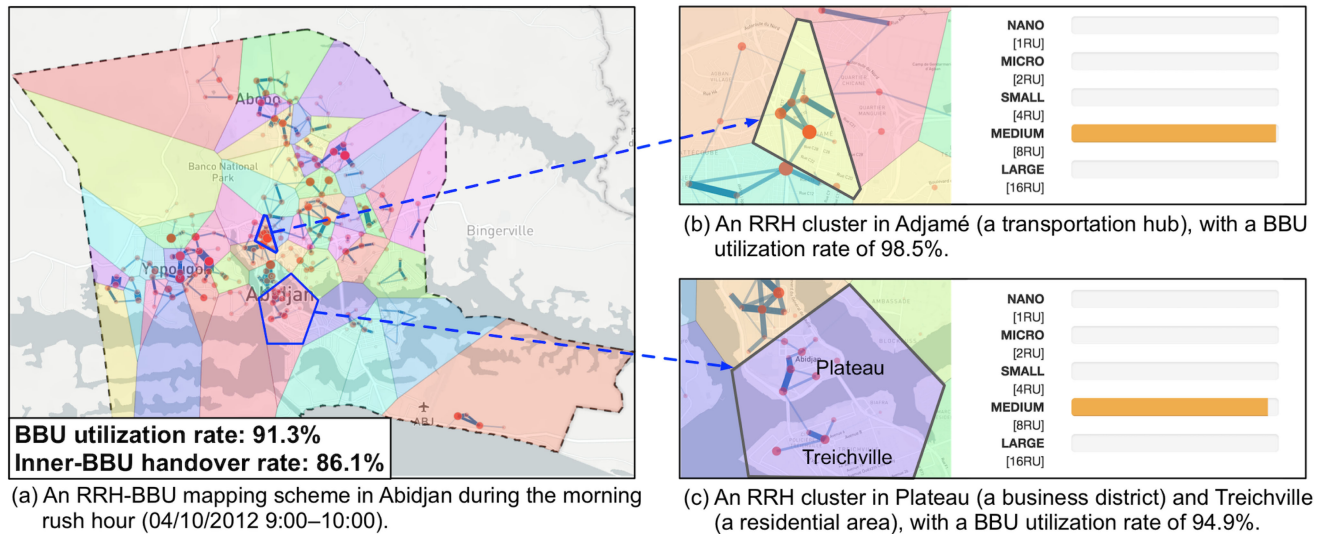 Abobo
Banco National
Park
Bingerville
Yapougon
Abidjan
ABJ
BBU utilization rate: 91.3%
Inner-BBU handover rate: 86.1%
(a) An RRH-BBU mapping scheme in Abidjan during the morning
rush hour (04/10/2012 9:00–10:00).
NANO
[1RU]
MICRO
[2RU]
SMALL
[4RU]
MEDIUM
[8RU]
LARGE
[16RU]
(b) An RRH cluster in Adjamé (a transportation hub), with a BBU
utilization rate of 98.5%.
Abidjan
Plateau
Treichville
NANO
[1RU]
MICRO
[2RU]
SMALL
[4RU]
MEDIUM
[8RU]
LARGE
[16RU]
(c) An RRH cluster in Plateau (a business district) and Treichville
(a residential area), with a BBU utilization rate of 94.9%.